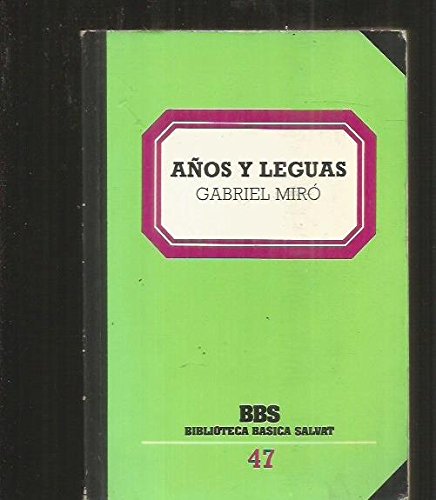 AÑOS Y LEGUAS
GABRIEL MIRÓ
BBS
BIBLIOTECA BASICA SALVAT
47